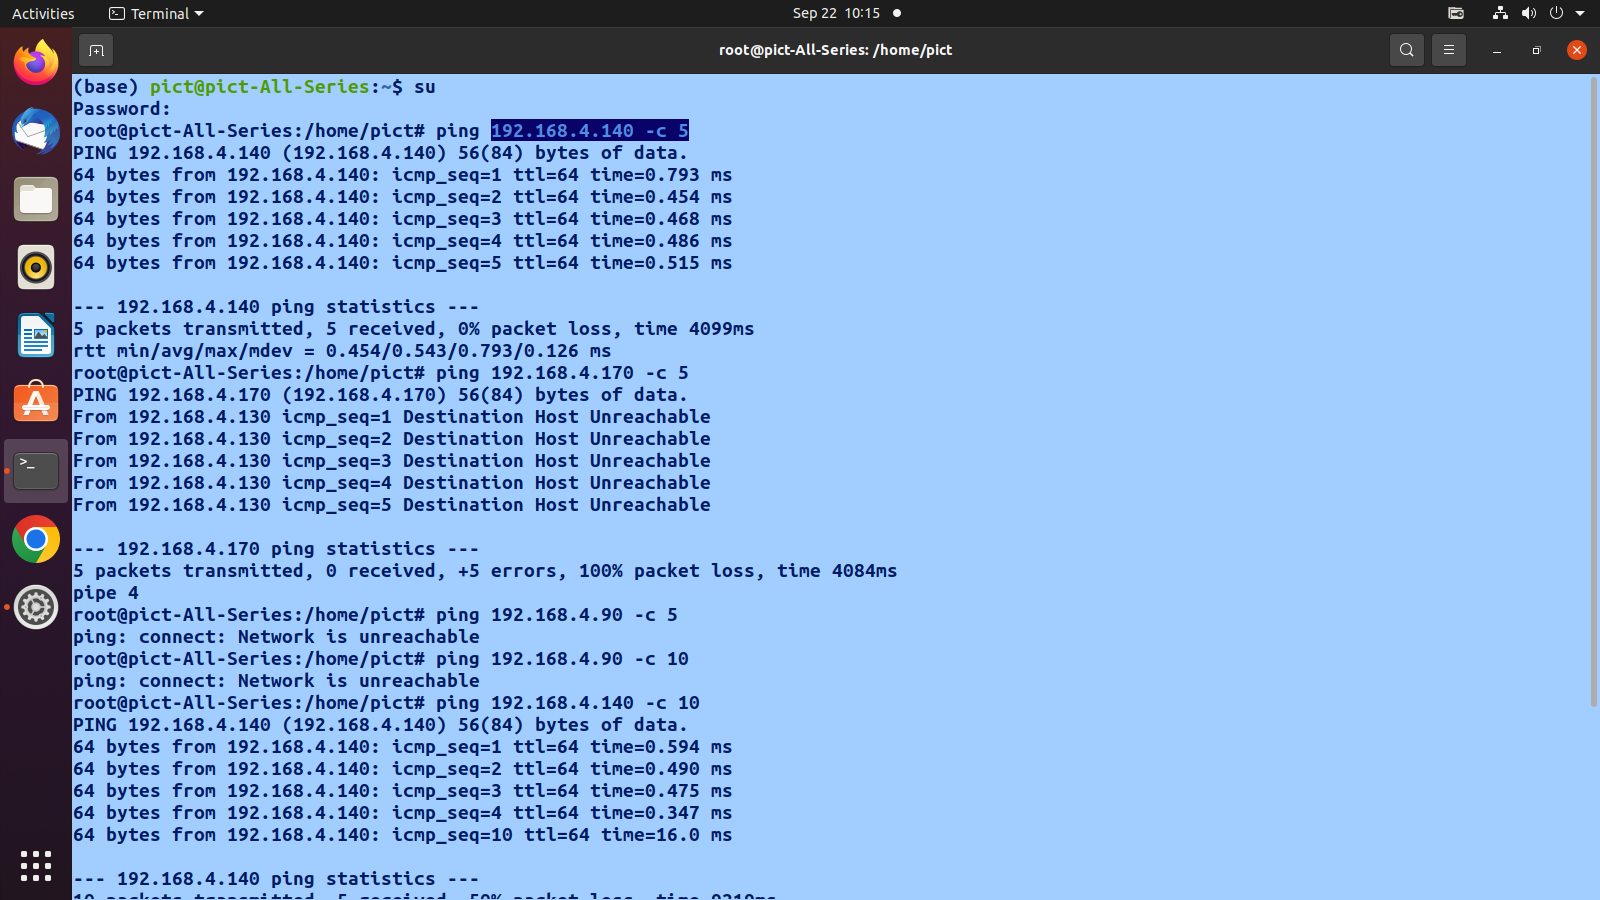 Activities
Terminal
Sep 22 10:15
root@pict-All-Series: /home/pict
(base) pict@pict-All-Series:~$ su
Password:
root@pict-All-Series:/home/pict# ping 192.168.4.140 -c 5
PING 192.168.4.140 (192.168.4.140) 56(84) bytes of data.
64 bytes from 192.168.4.140: icmp_seq=1 ttl=64 time=0.793 ms
64 bytes from 192.168.4.140: icmp_seq=2 ttl=64 time=0.454 ms
64 bytes from 192.168.4.140: icmp_seq=3 ttl=64 time=0.468 ms
64 bytes from 192.168.4.140: icmp_seq=4 ttl=64 time=0.486 ms
64 bytes from 192.168.4.140: icmp_seq=5 ttl=64 time=0.515 ms
--- 192.168.4.140 ping statistics ---
5 packets transmitted, 5 received, 0% packet loss, time 4099ms
rtt min/avg/max/mdev = 0.454/0.543/0.793/0.126 ms
root@pict-All-Series:/home/pict# ping 192.168.4.170 -c 5
PING 192.168.4.170 (192.168.4.170) 56(84) bytes of data.
From 192.168.4.130 icmp_seq=1 Destination Host Unreachable
From 192.168.4.130 icmp_seq=2 Destination Host Unreachable
From 192.168.4.130 icmp_seq=3 Destination Host Unreachable
From 192.168.4.130 icmp_seq=4 Destination Host Unreachable
From 192.168.4.130 icmp_seq=5 Destination Host Unreachable
--- 192.168.4.170 ping statistics ---
5 packets transmitted, 0 received, +5 errors, 100% packet loss, time 4084ms
pipe 4
root@pict-All-Series:/home/pict# ping 192.168.4.90 -c 5
ping: connect: Network is unreachable
root@pict-All-Series:/home/pict# ping 192.168.4.90 -c 10
ping: connect: Network is unreachable
root@pict-All-Series:/home/pict# ping 192.168.4.140 -c 10
PING 192.168.4.140 (192.168.4.140) 56(84) bytes of data.
64 bytes from 192.168.4.140: icmp_seq=1 ttl=64 time=0.594 ms
64 bytes from 192.168.4.140: icmp_seq=2 ttl=64 time=0.490 ms
64 bytes from 192.168.4.140: icmp_seq=3 ttl=64 time=0.475 ms
64 bytes from 192.168.4.140: icmp_seq=4 ttl=64 time=0.347 ms
64 bytes from 192.168.4.140: icmp_seq=10 ttl=64 time=16.0 ms
--- 192.168.4.140 ping statistics ---
10 packets transmitted, 5 received, 50% packet loss, time